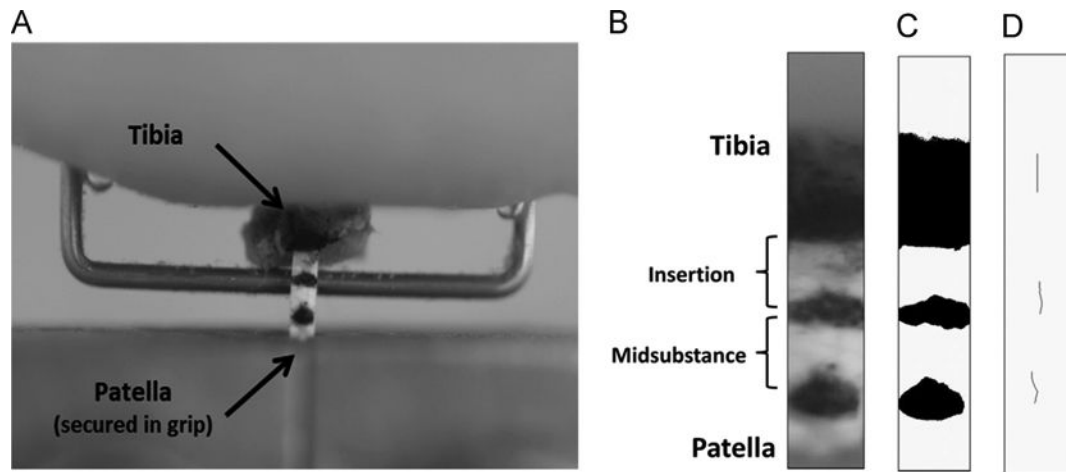 A
Tibia
Patella
(secured in grip)
B
Tibia
Insertion
Midsubstance
Patella
C
D